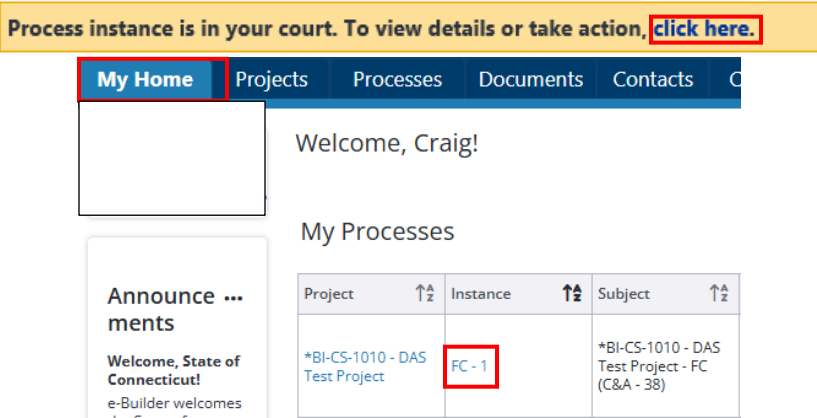 Process instance is in your court. To view details or take action, click here.
My Home Projects Processes Documents Contacts
Welcome, Craig!
My Processes
Announce ...
ments
Welcome, State of
Connecticut!
e-Builder welcomes
Project Instance Subject
*BI-CS-1010 - DAS
Test Project
FC - 1
*BI-CS-1010 - DAS
Test Project - FC
(C&A - 38)